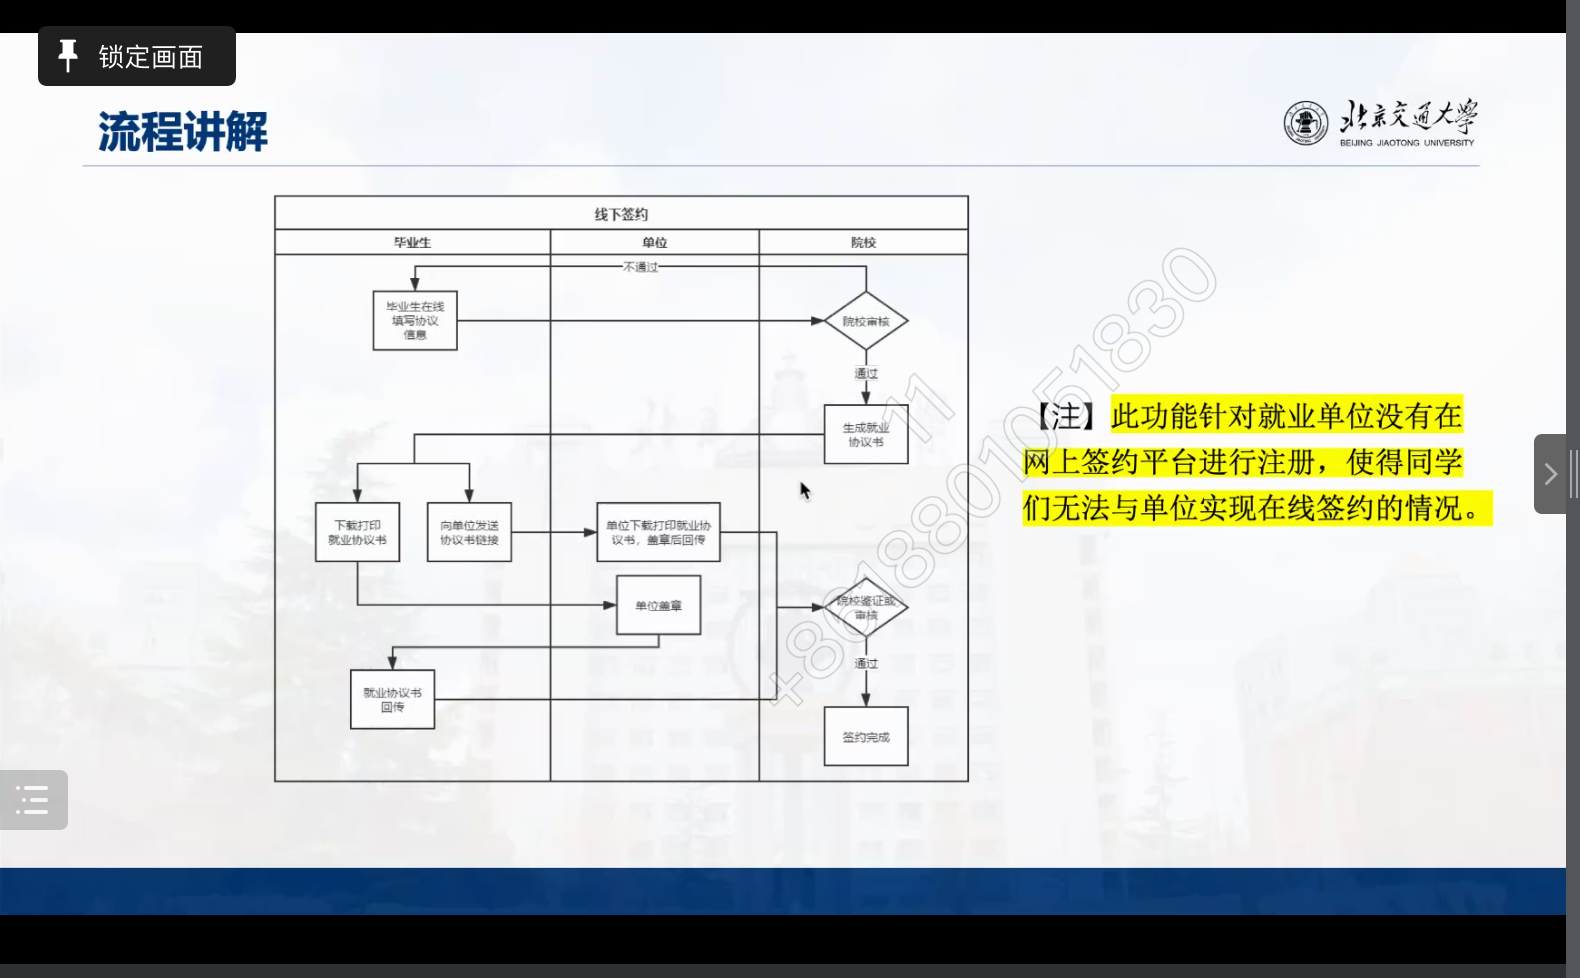 锁定画面
流程讲解
北京交通大学
BEIJING JIAOTONG UNIVERSITY
线下签约
毕业生
单位
院校
不通过
毕业生在线
填写协议
信息
院校审核
通过
生成就业
协议书
下载打印
就业协议书
向单位发送
协议书链接
单位下载打印就业协
议书，盖章后回传
单位盖章
院校鉴证或
审核
通过
就业协议书
回传
签约完成
【注】此功能针对就业单位没有在
网上签约平台进行注册，使得同学
们无法与单位实现在线签约的情况。
11
+8618801051830